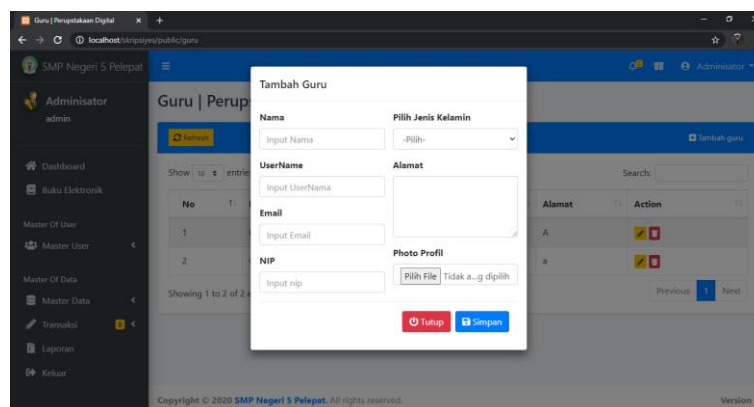 Guru | Perupstakaan Digital
localhost/skripsiyes/public/guru
SMP Negeri 5 Pelepat
Adminisator
Adminisator
admin
Dashboard
Buku Elektronik
Master Of User
Master User
Master Of Data
Master Data
Transaksi
Laporan
Keluar
Guru | Perup
Refresh
Tambah guru
Show 10 entrie
Search:
No
Alamat
Action
1
A
2
a
Showing 1 to 2 of 2 e
Previous 1 Next
Tambah Guru
Nama
Input Nama
UserName
Input UserNama
Email
Input Email
NIP
Input nip
Pilih Jenis Kelamin
-Pilih-
Alamat
Photo Profil
Pilih File Tidak a...g dipilih
Tutup
Simpan
Copyright © 2020 SMP Negeri 5 Pelepat. All rights reserved.
Version